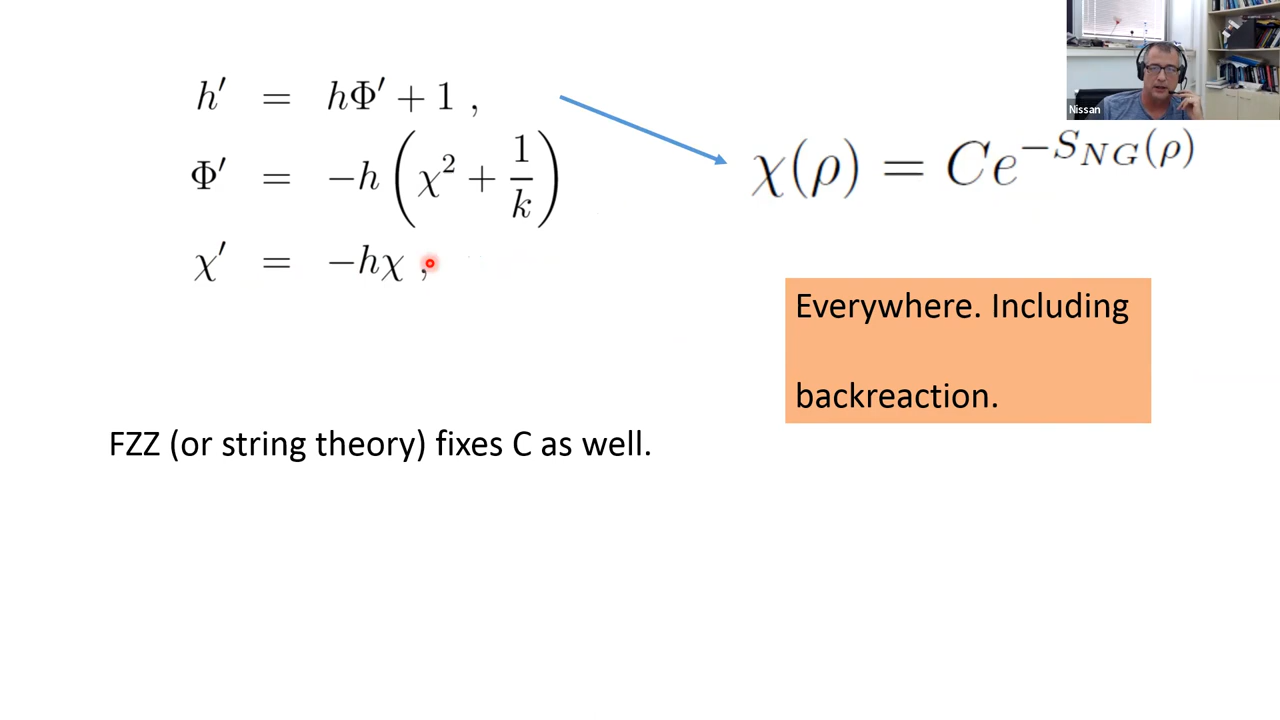 h′ = hΦ′ + 1 ,
Φ′ = −h(χ² + 1/k)
χ′ = −hχ ,
χ(ρ) = Ce^{−S_{NG}(ρ)}
Nissan
Everywhere. Including
backreaction.
FZZ (or string theory) fixes C as well.